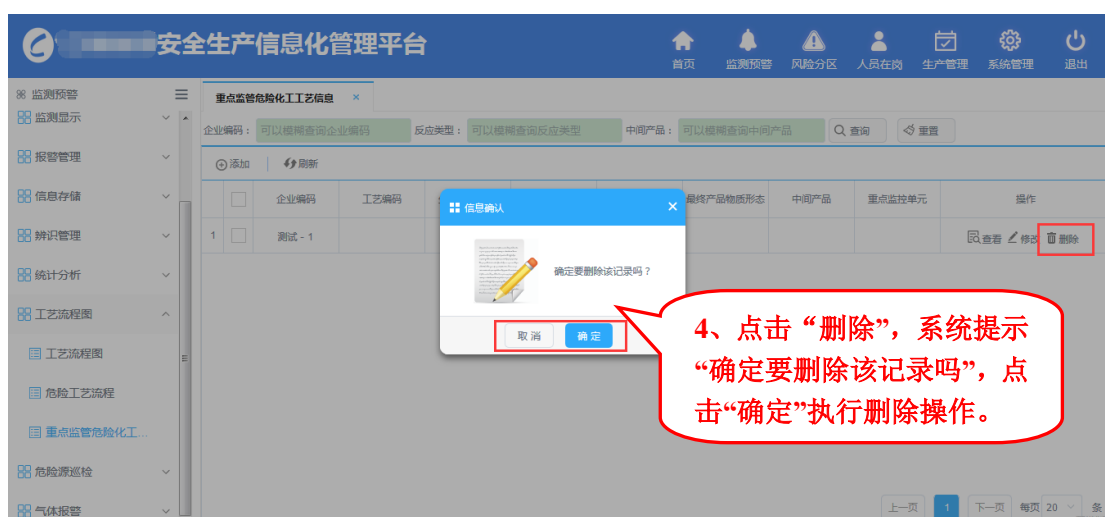 安全生产信息化管理平台
首页 监测预警 风险分区 人员在岗 生产管理 系统管理 退出
监测预警
重点监管危险化工工艺信息 ×
监测显示
企业编码： 可以模糊查询企业编码 反应类型： 可以模糊查询反应类型 中间产品： 可以模糊查询中间产品 查询 重置
报警管理
添加 刷新
信息存储
企业编码 工艺编码 最终产品物质形态 中间产品 重点监控单元 操作
信息确认 ×
辨识管理
1 测试 - 1 查看 修改 删除
统计分析
确定要删除该记录吗？
工艺流程图
取消 确定
4、点击“删除”，系统提示
“确定要删除该记录吗”，点
击“确定”执行删除操作。
工艺流程图
危险工艺流程
重点监管危险化工...
危险源巡检
气体报警
上一页 1 下一页 每页 20 条